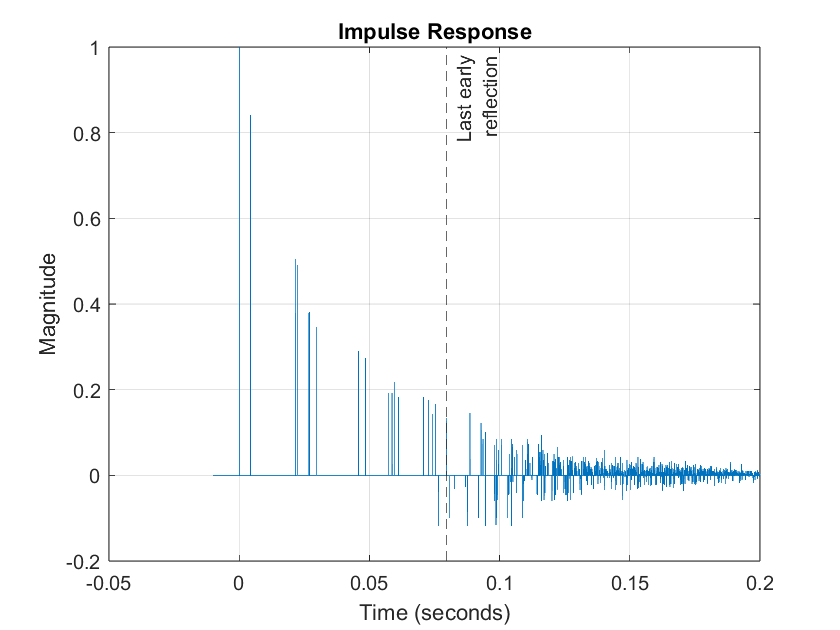 Impulse Response
Magnitude
1
0.8
0.6
0.4
0.2
0
-0.2
Last early
reflection
-0.05
0
0.05
0.1
0.15
0.2
Time (seconds)